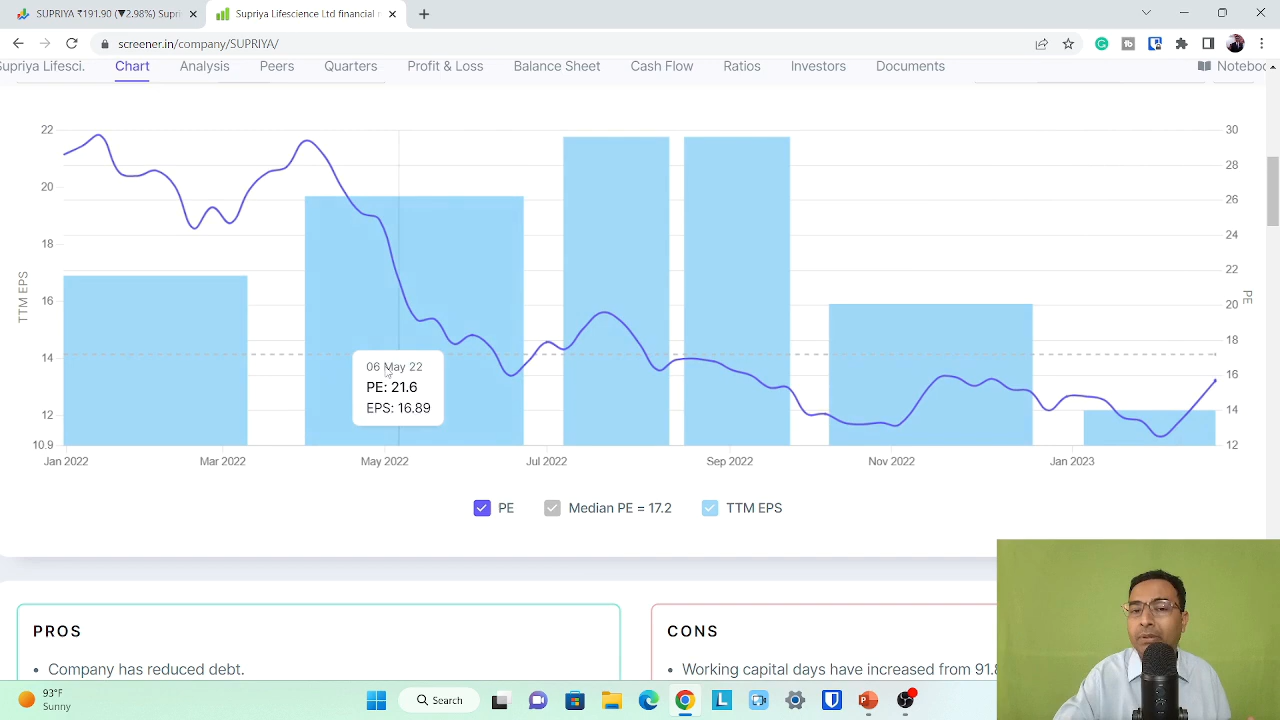 SUPRIYA ₹191.90 (▼2.98%) Supri
Supriya Lifescience Ltd financial
screener.in/company/SUPRIYA/
Supriya Lifesci.
Chart
Analysis
Peers
Quarters
Profit & Loss
Balance Sheet
Cash Flow
Ratios
Investors
Documents
Noteboo
22
20
18
16
14
12
10.9
TTM EPS
30
28
26
24
22
20
18
16
14
12
PE
06 May 22
PE: 21.6
EPS: 16.89
Jan 2022
Mar 2022
May 2022
Jul 2022
Sep 2022
Nov 2022
Jan 2023
PE
Median PE = 17.2
TTM EPS
PROS
• Company has reduced debt.
CONS
• Working capital days have increased from 91.8
93°F
Sunny
Search
L